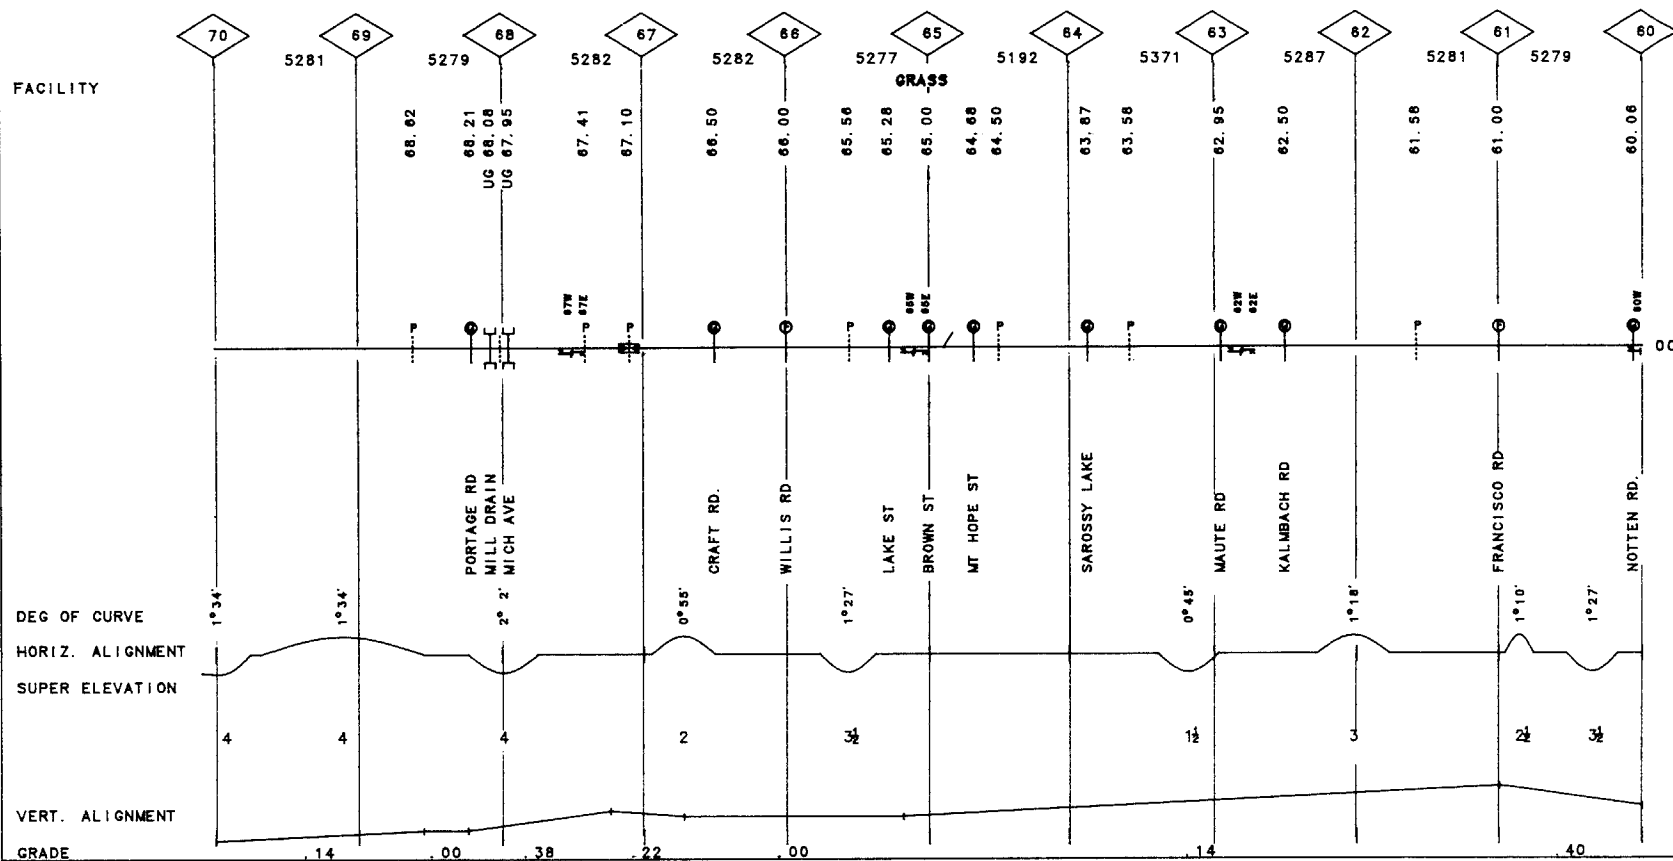 70 69 68 67 66 65 64 63 62 61 60
5281 5279 5282 5282 5277 5192 5371 5287 5281 5279
FACILITY
GRASS
68.62
68.21
UG 68.08
UG 67.95
67.41
67.10
66.50
66.00
65.56
65.28
65.00
64.68
64.50
63.87
63.58
62.95
62.50
61.58
61.00
60.06
67W
67E
65W
65E
62W
62E
60W
P P P P P P P P P
PORTAGE RD
MILL DRAIN
MICH AVE
CRAFT RD.
WILLIS RD
LAKE ST
BROWN ST
MT HOPE ST
SAROSSY LAKE
MAUTE RD
KALMBACH RD
FRANCISCO RD
NOTTEN RD.
DEG OF CURVE
1°34' 1°34' 2° 2' 0°55' 1°27' 0°45' 1°18' 1°10' 1°27'
HORIZ. ALIGNMENT
SUPER ELEVATION
4 4 4 2 3½ 1½ 3 2½ 3½
VERT. ALIGNMENT
GRADE .14 .00 .38 .22 .00 .14 .40